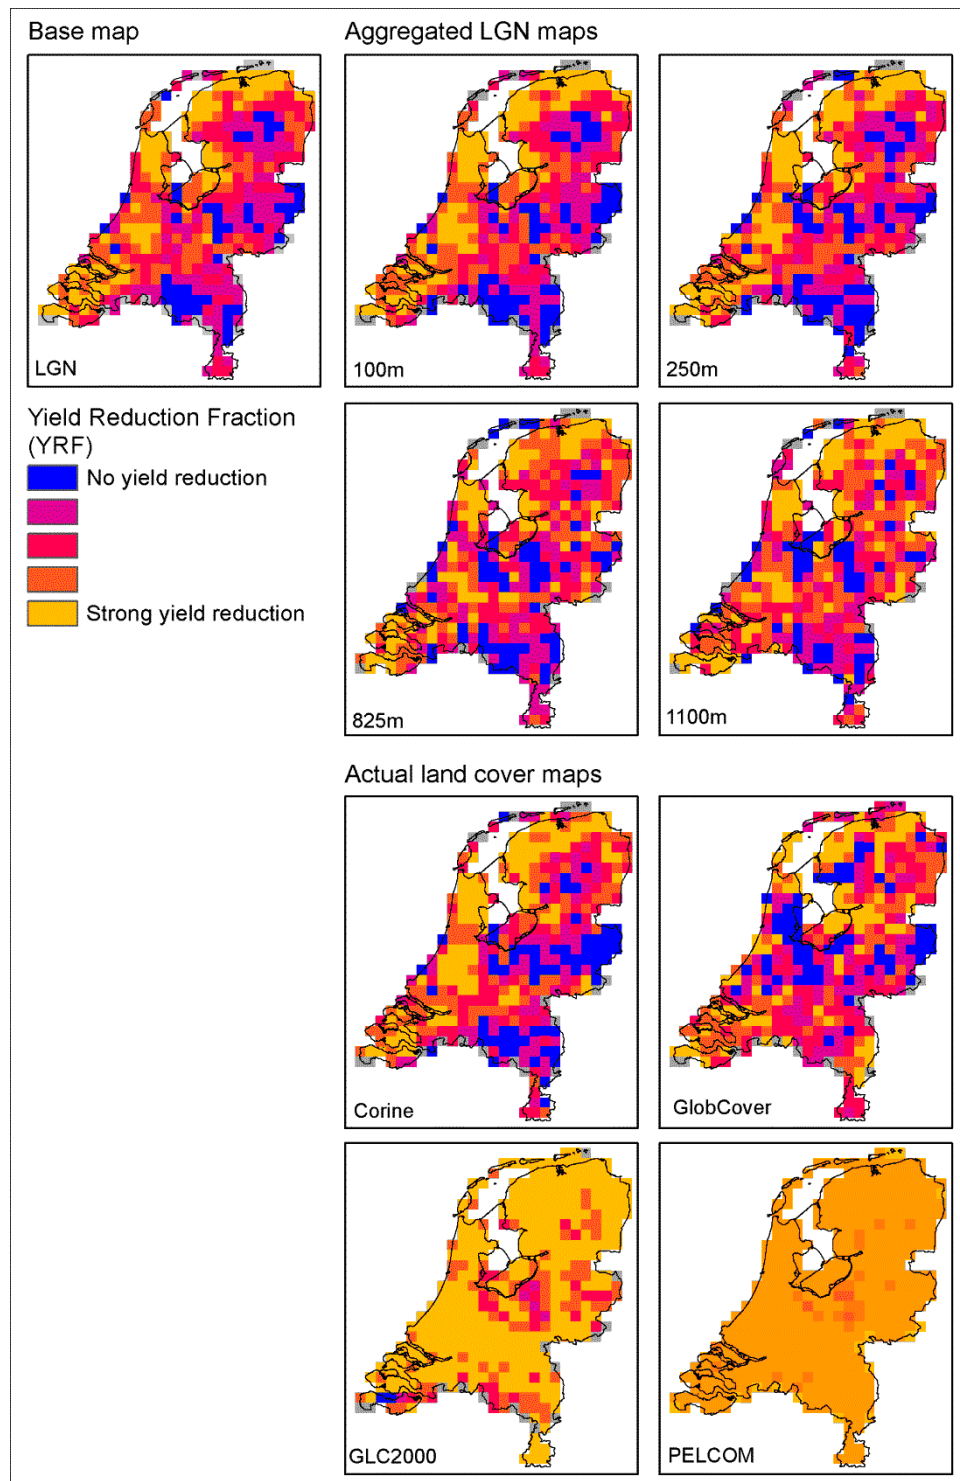 Base map
Aggregated LGN maps
LGN
100m
250m
Yield Reduction Fraction
(YRF)
No yield reduction
Strong yield reduction
825m
1100m
Actual land cover maps
Corine
GlobCover
GLC2000
PELCOM